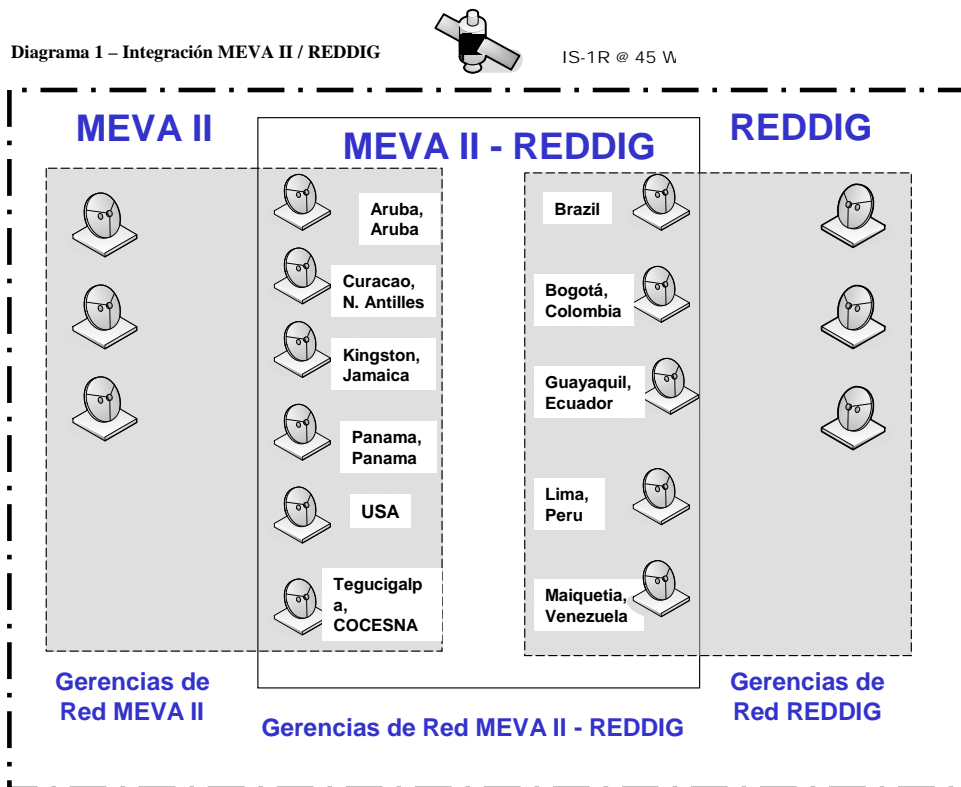 Diagrama 1 – Integración MEVA II / REDDIG
IS-1R @ 45 W
MEVA II
MEVA II - REDDIG
REDDIG
Aruba,
Aruba
Curacao,
N. Antilles
Kingston,
Jamaica
Panama,
Panama
USA
Tegucigalp
a,
COCESNA
Brazil
Bogotá,
Colombia
Guayaquil,
Ecuador
Lima,
Peru
Maiquetia,
Venezuela
Gerencias de
Red MEVA II
Gerencias de Red MEVA II - REDDIG
Gerencias de
Red REDDIG